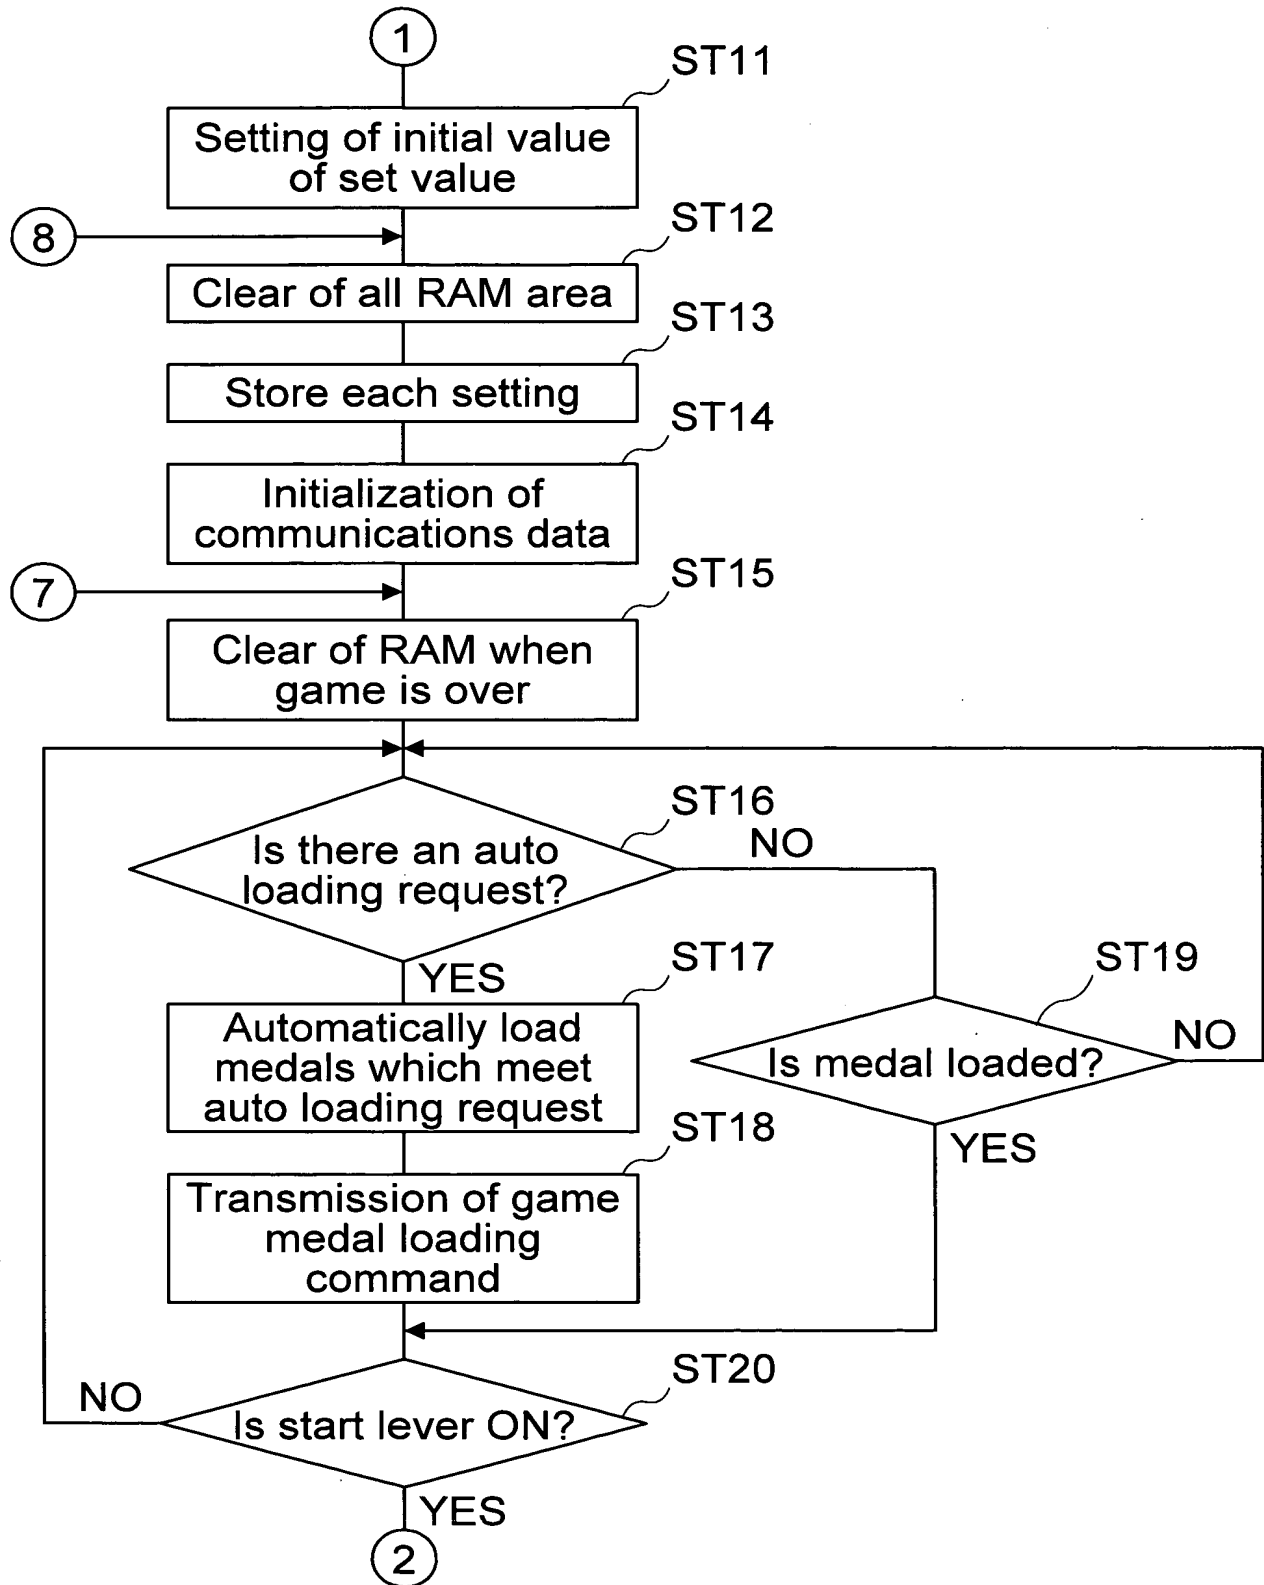 1
ST11
Setting of initial value
of set value
8
ST12
Clear of all RAM area
ST13
Store each setting
ST14
Initialization of
communications data
7
ST15
Clear of RAM when
game is over
ST16
Is there an auto
loading request?
NO
YES
ST17
Automatically load
medals which meet
auto loading request
ST19
Is medal loaded?
NO
YES
ST18
Transmission of game
medal loading
command
ST20
Is start lever ON?
NO
YES
2